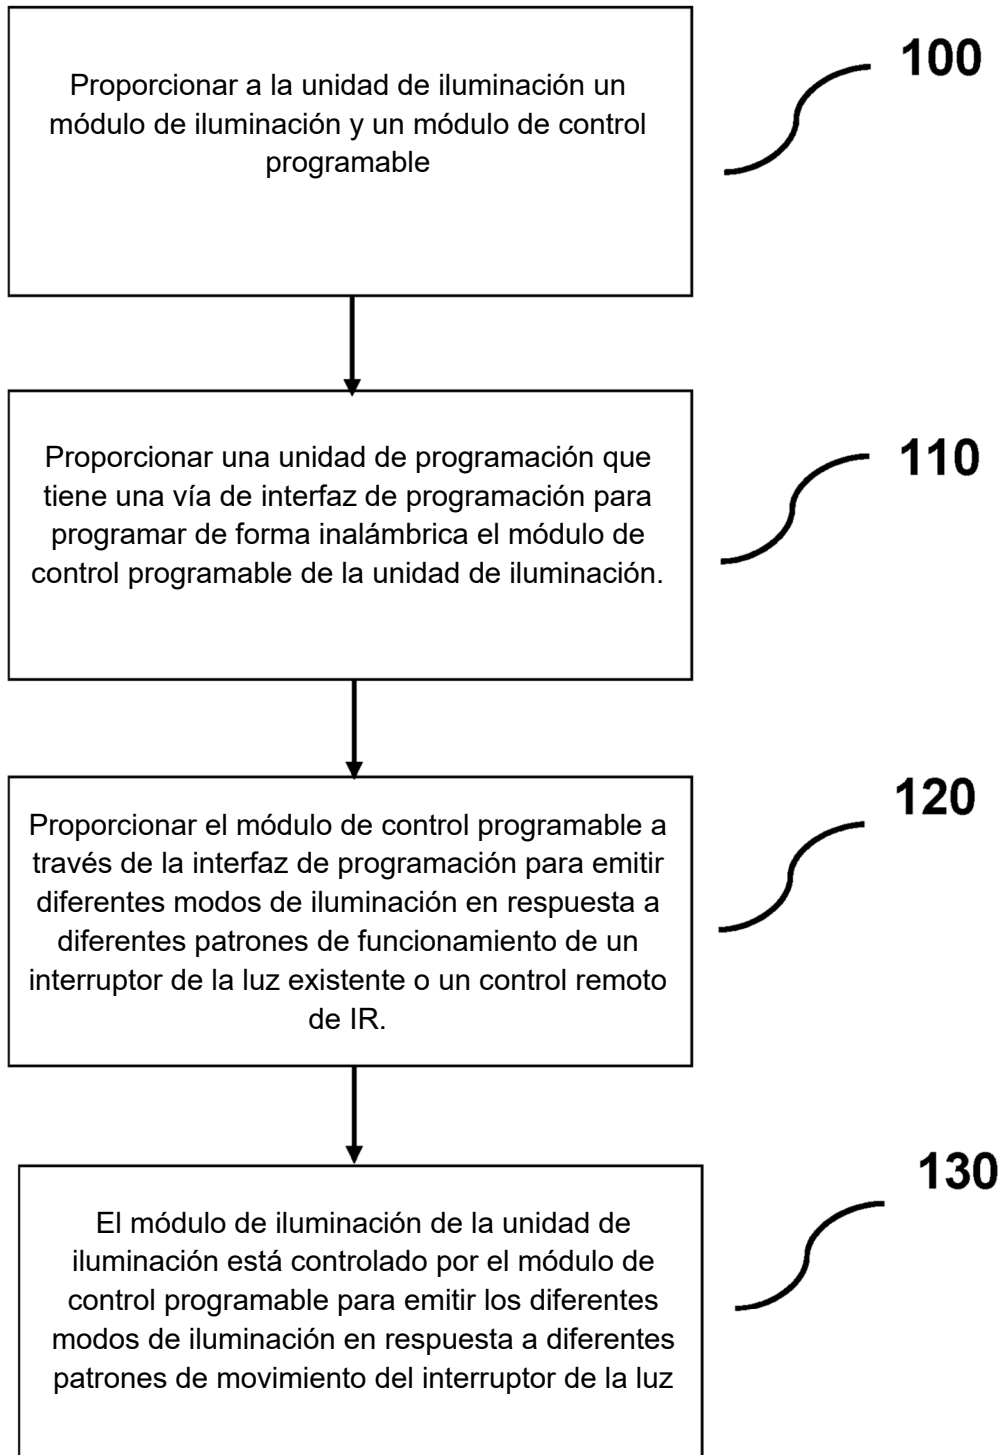 100
Proporcionar a la unidad de iluminación un
módulo de iluminación y un módulo de control
programable
110
Proporcionar una unidad de programación que
tiene una vía de interfaz de programación para
programar de forma inalámbrica el módulo de
control programable de la unidad de iluminación.
120
Proporcionar el módulo de control programable a
través de la interfaz de programación para emitir
diferentes modos de iluminación en respuesta a
diferentes patrones de funcionamiento de un
interruptor de la luz existente o un control remoto
de IR.
130
El módulo de iluminación de la unidad de
iluminación está controlado por el módulo de
control programable para emitir los diferentes
modos de iluminación en respuesta a diferentes
patrones de movimiento del interruptor de la luz